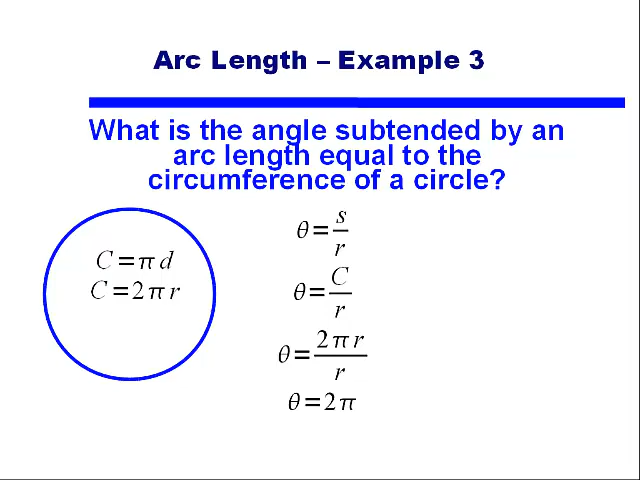 Arc Length – Example 3
What is the angle subtended by an
arc length equal to the
circumference of a circle?
C = π d
C = 2 π r
θ = s/r
θ = C/r
θ = 2 π r/r
θ = 2 π